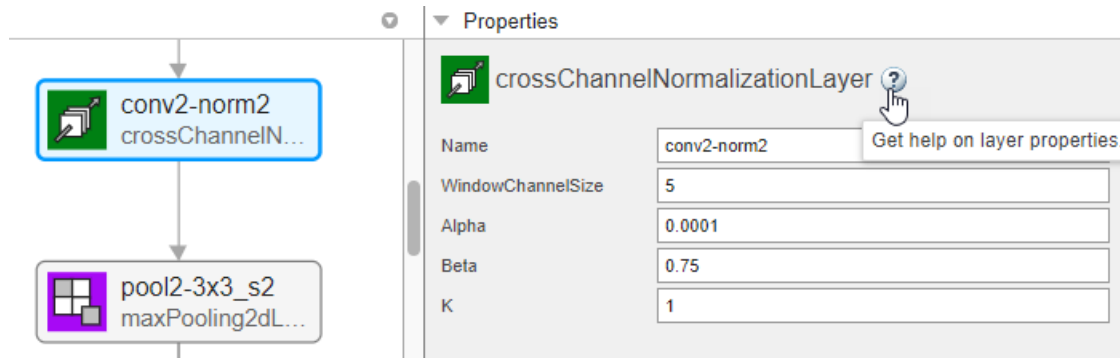 conv2-norm2
crossChannelN...
pool2-3x3_s2
maxPooling2dL...
Properties
crossChannelNormalizationLayer ?
Get help on layer properties
Name conv2-norm2
WindowChannelSize 5
Alpha 0.0001
Beta 0.75
K 1